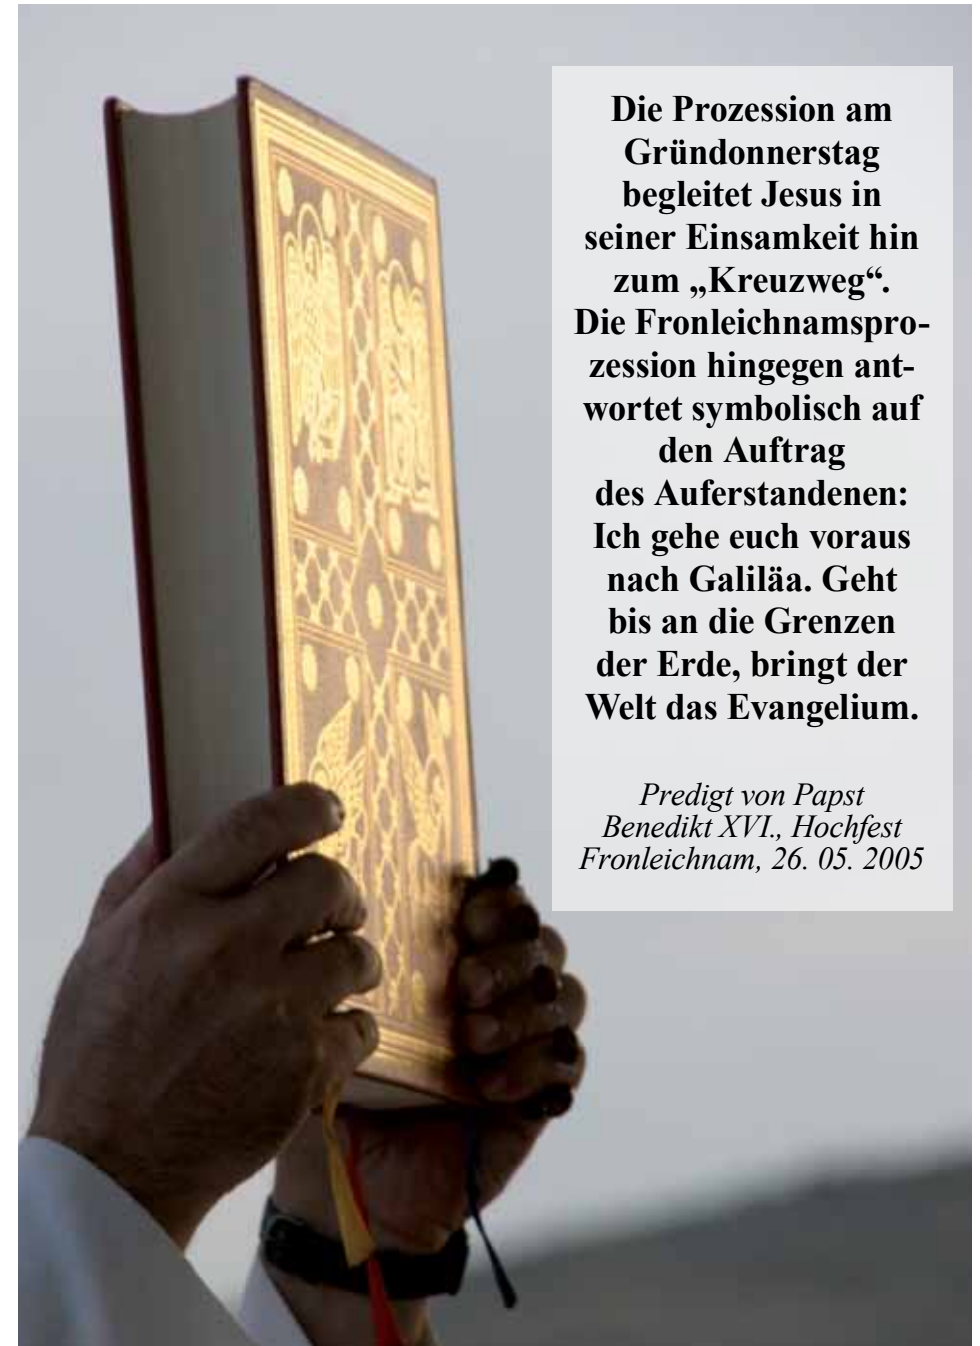 Die Prozession am
Gründonnerstag
begleitet Jesus in
seiner Einsamkeit hin
zum „Kreuzweg“.
Die Fronleichnamspro-
zession hingegen ant-
wortet symbolisch auf
den Auftrag
des Auferstandenen:
Ich gehe euch voraus
nach Galiläa. Geht
bis an die Grenzen
der Erde, bringt der
Welt das Evangelium.
Predigt von Papst
Benedikt XVI., Hochfest
Fronleichnam, 26. 05. 2005